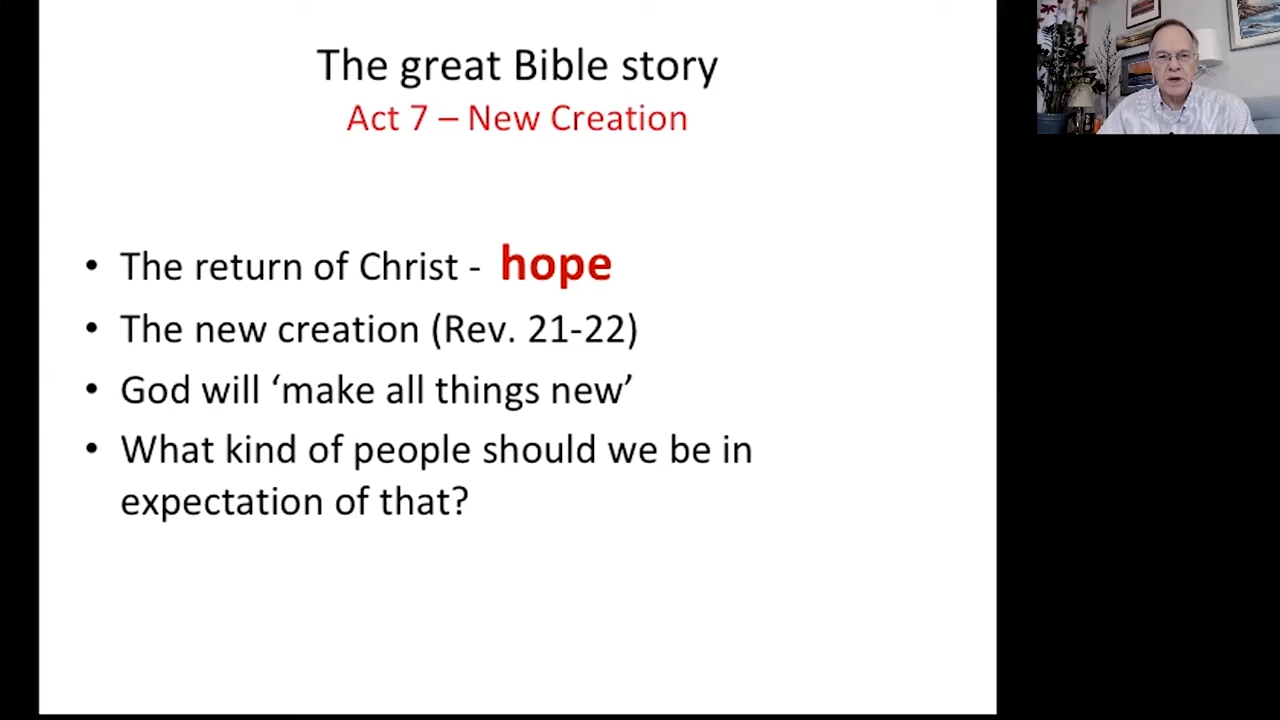 The great Bible story
Act 7 – New Creation
• The return of Christ - hope
• The new creation (Rev. 21-22)
• God will ‘make all things new’
• What kind of people should we be in
expectation of that?